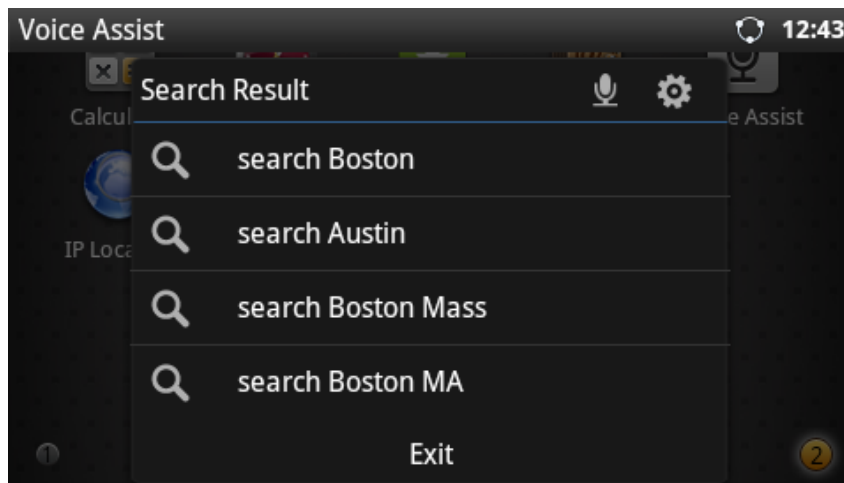 Voice Assist
12:43
Search Result
Calcul
e Assist
search Boston
search Austin
IP Loca
search Boston Mass
search Boston MA
Exit
1
2